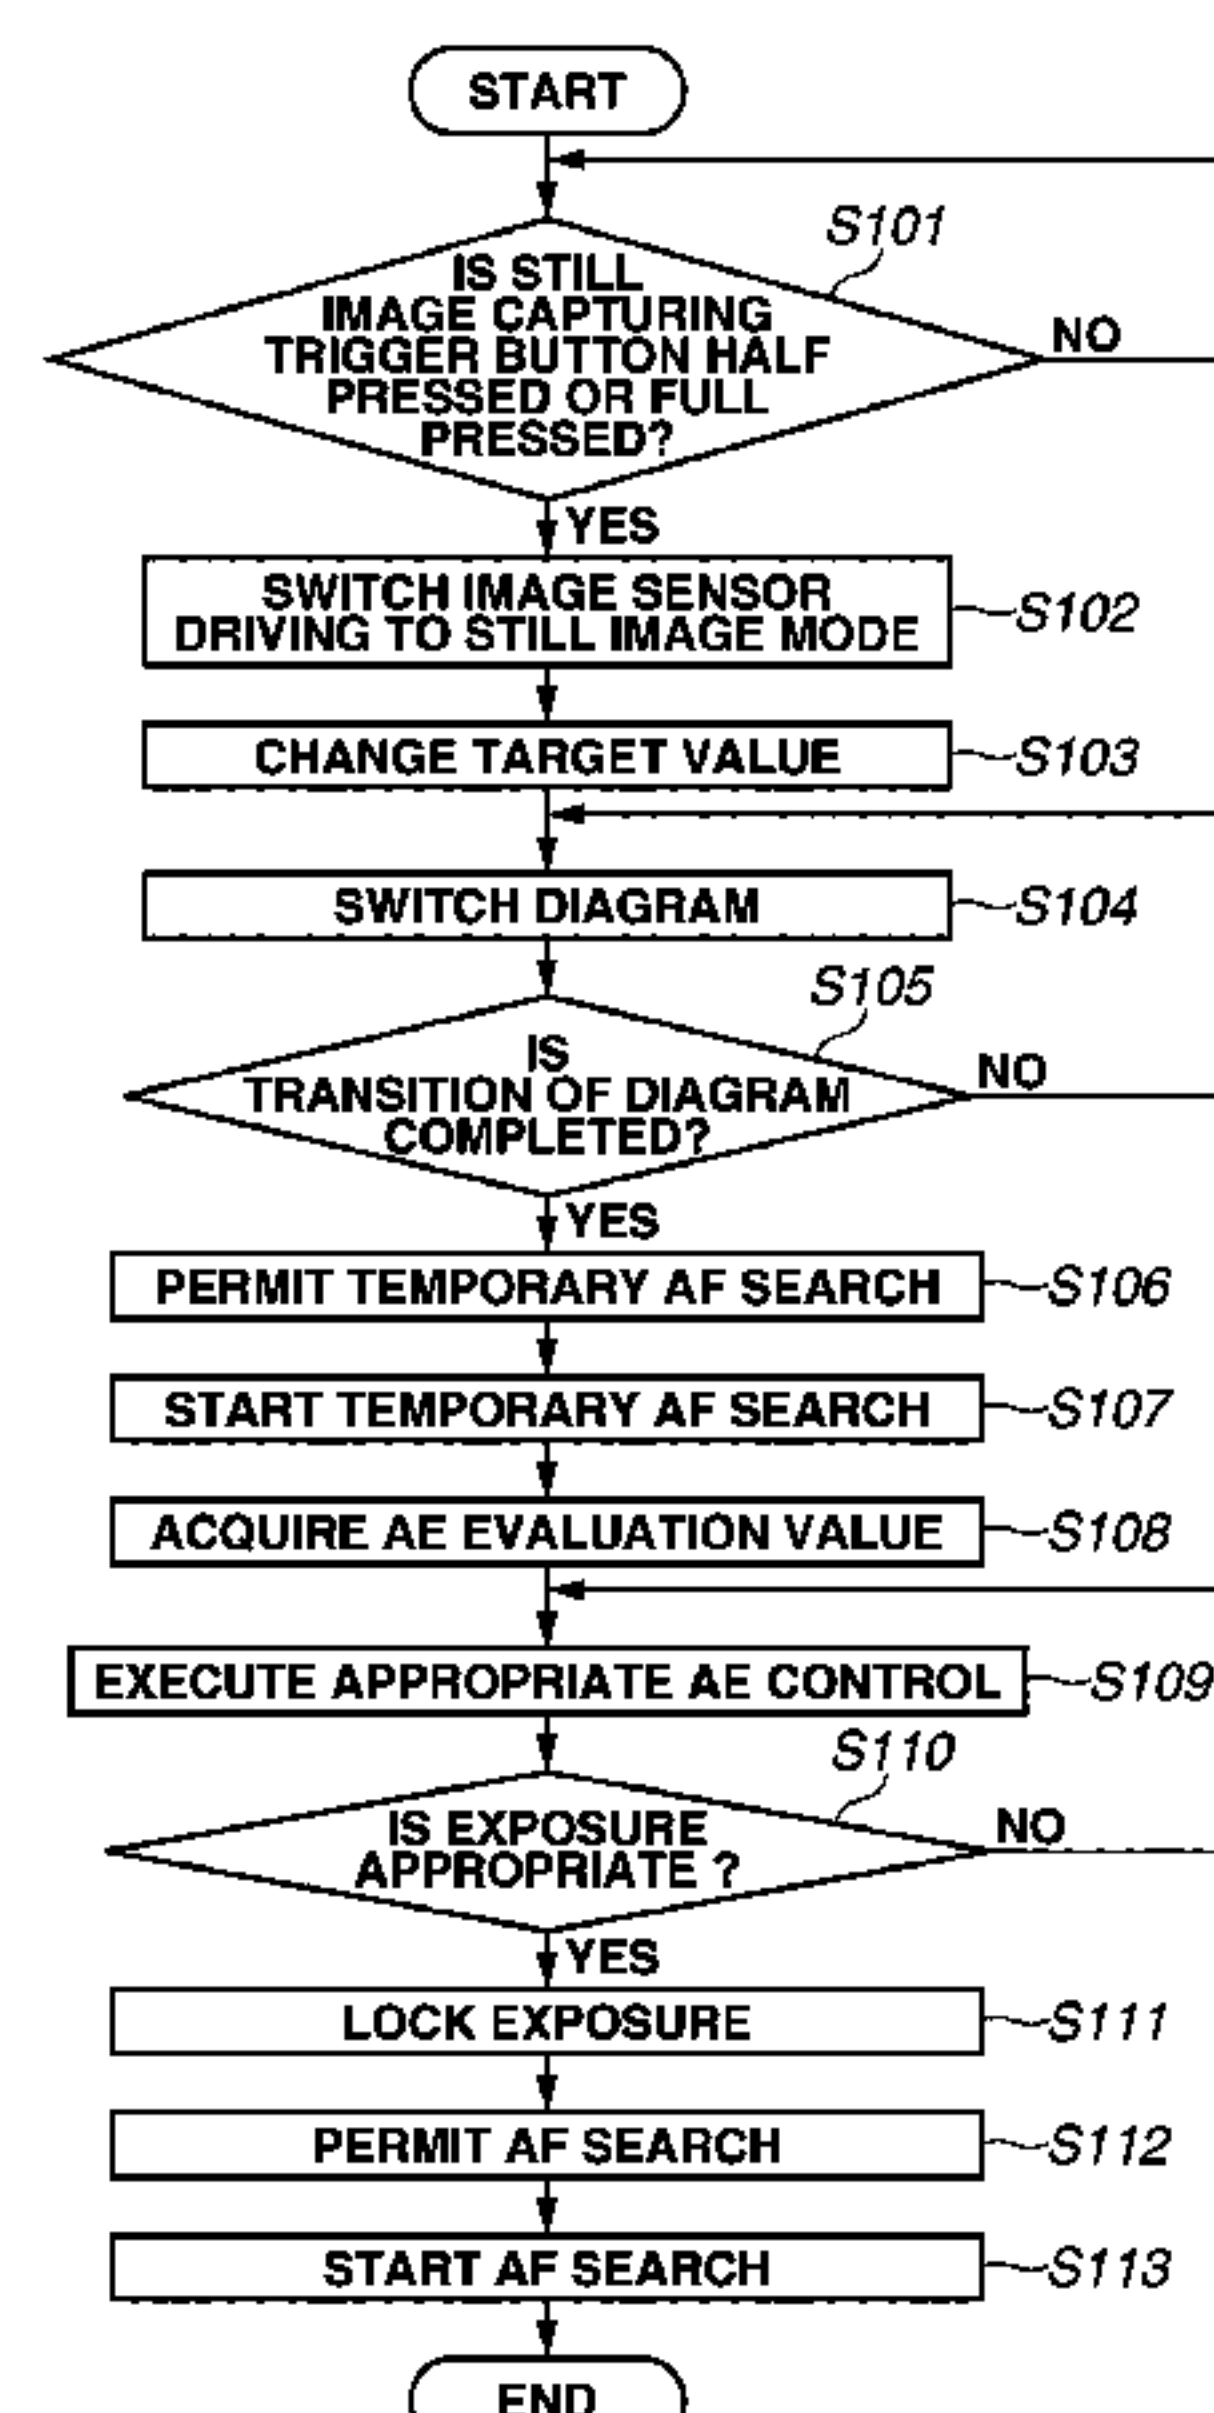 START
S101
IS STILL
IMAGE CAPTURING
TRIGGER BUTTON HALF
PRESSED OR FULL
PRESSED?
NO
YES
SWITCH IMAGE SENSOR
DRIVING TO STILL IMAGE MODE
S102
CHANGE TARGET VALUE
S103
SWITCH DIAGRAM
S104
S105
IS
TRANSITION OF DIAGRAM
COMPLETED?
NO
YES
PERMIT TEMPORARY AF SEARCH
S106
START TEMPORARY AF SEARCH
S107
ACQUIRE AE EVALUATION VALUE
S108
EXECUTE APPROPRIATE AE CONTROL
S109
S110
IS EXPOSURE
APPROPRIATE ?
NO
YES
LOCK EXPOSURE
S111
PERMIT AF SEARCH
S112
START AF SEARCH
S113
END